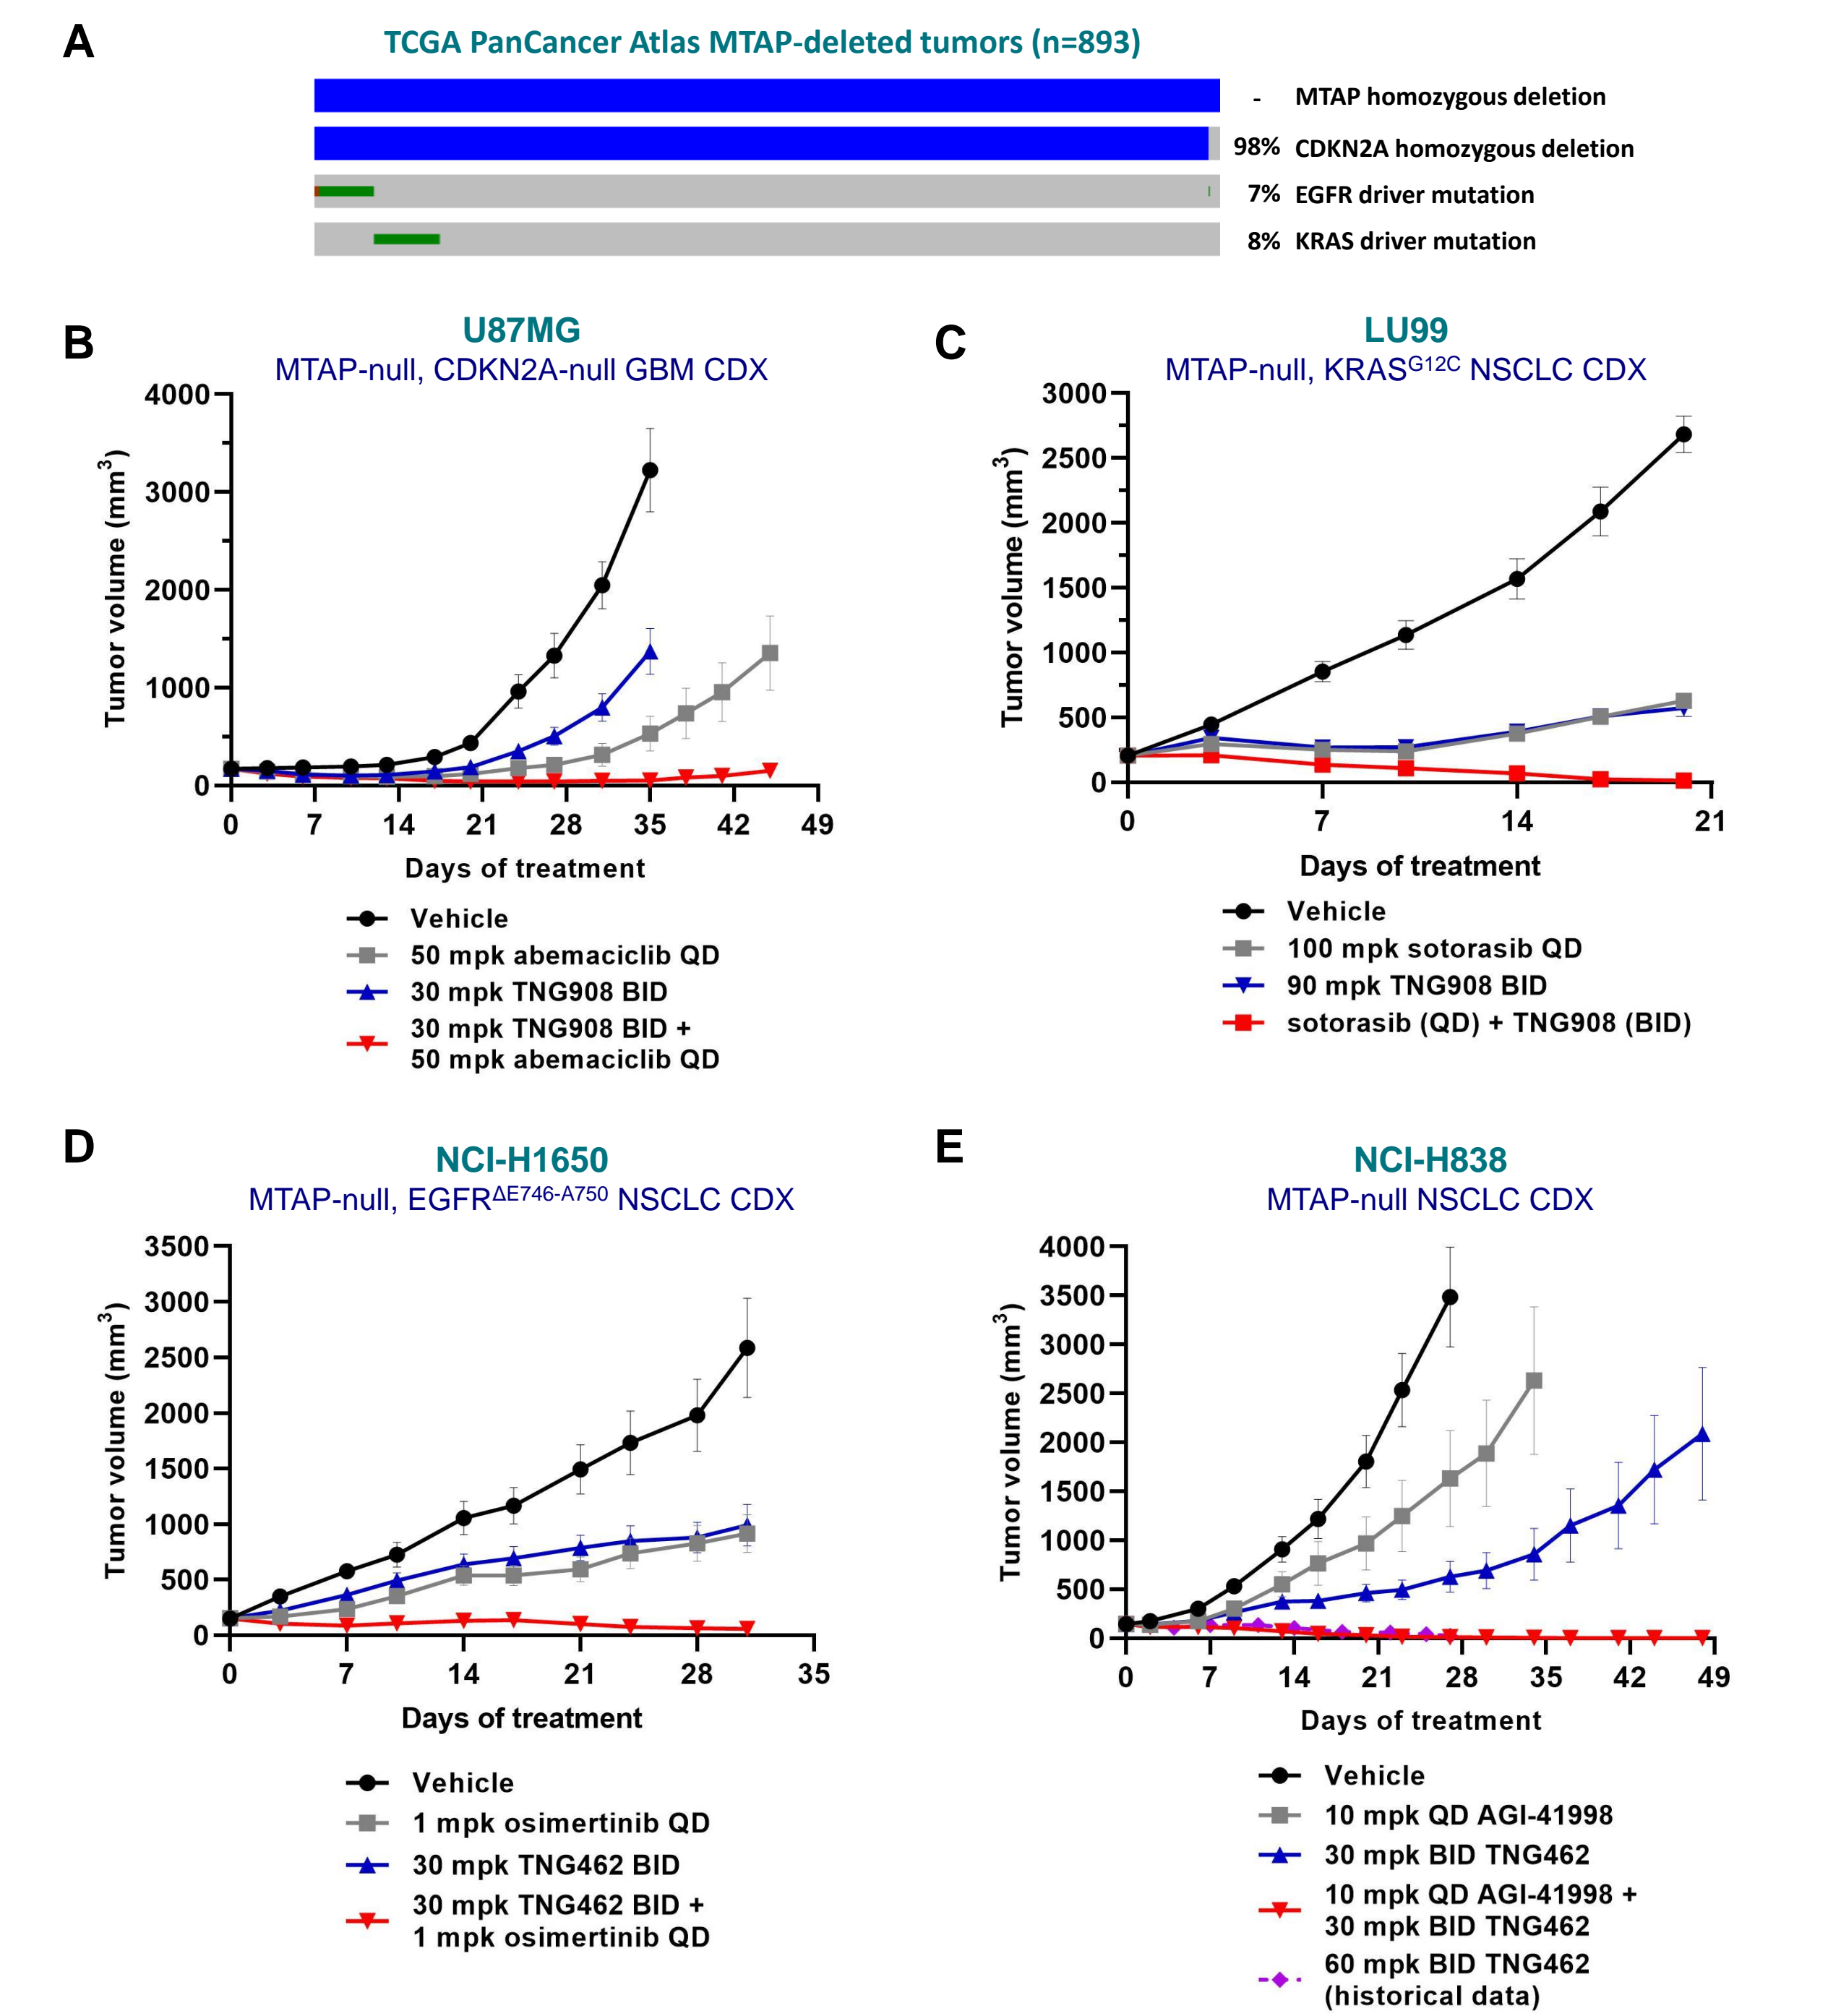 A
TCGA PanCancer Atlas MTAP-deleted tumors (n=893)
- MTAP homozygous deletion
98% CDKN2A homozygous deletion
7% EGFR driver mutation
8% KRAS driver mutation
B
U87MG
MTAP-null, CDKN2A-null GBM CDX
Tumor volume (mm³)
4000
3000
2000
1000
0
0 7 14 21 28 35 42 49
Days of treatment
Vehicle
50 mpk abemaciclib QD
30 mpk TNG908 BID
30 mpk TNG908 BID +
50 mpk abemaciclib QD
C
LU99
MTAP-null, KRASᴳ¹²ᶜ NSCLC CDX
Tumor volume (mm³)
3000
2500
2000
1500
1000
500
0
0 7 14 21
Days of treatment
Vehicle
100 mpk sotorasib QD
90 mpk TNG908 BID
sotorasib (QD) + TNG908 (BID)
D
NCI-H1650
MTAP-null, EGFRΔE746-A750 NSCLC CDX
Tumor volume (mm³)
3500
3000
2500
2000
1500
1000
500
0
0 7 14 21 28 35
Days of treatment
Vehicle
1 mpk osimertinib QD
30 mpk TNG462 BID
30 mpk TNG462 BID +
1 mpk osimertinib QD
E
NCI-H838
MTAP-null NSCLC CDX
Tumor volume (mm³)
4000
3500
3000
2500
2000
1500
1000
500
0
0 7 14 21 28 35 42 49
Days of treatment
Vehicle
10 mpk QD AGI-41998
30 mpk BID TNG462
10 mpk QD AGI-41998 +
30 mpk BID TNG462
60 mpk BID TNG462
(historical data)